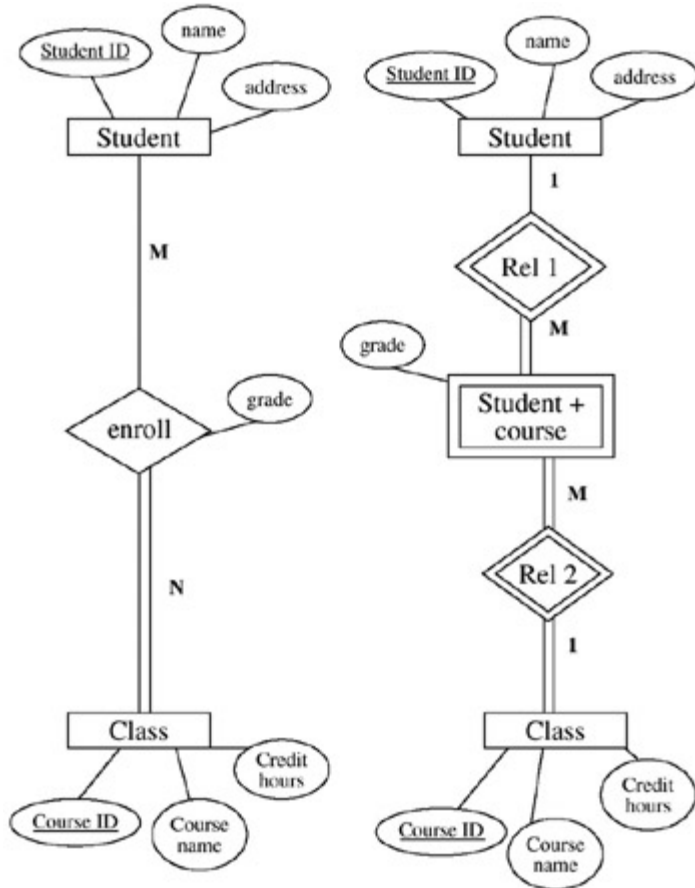 Student ID
name
address
Student
M
enroll
grade
N
Class
Course ID
Course
name
Credit
hours
Student ID
name
address
Student
1
Rel 1
M
grade
Student +
course
M
Rel 2
1
Class
Course ID
Course
name
Credit
hours